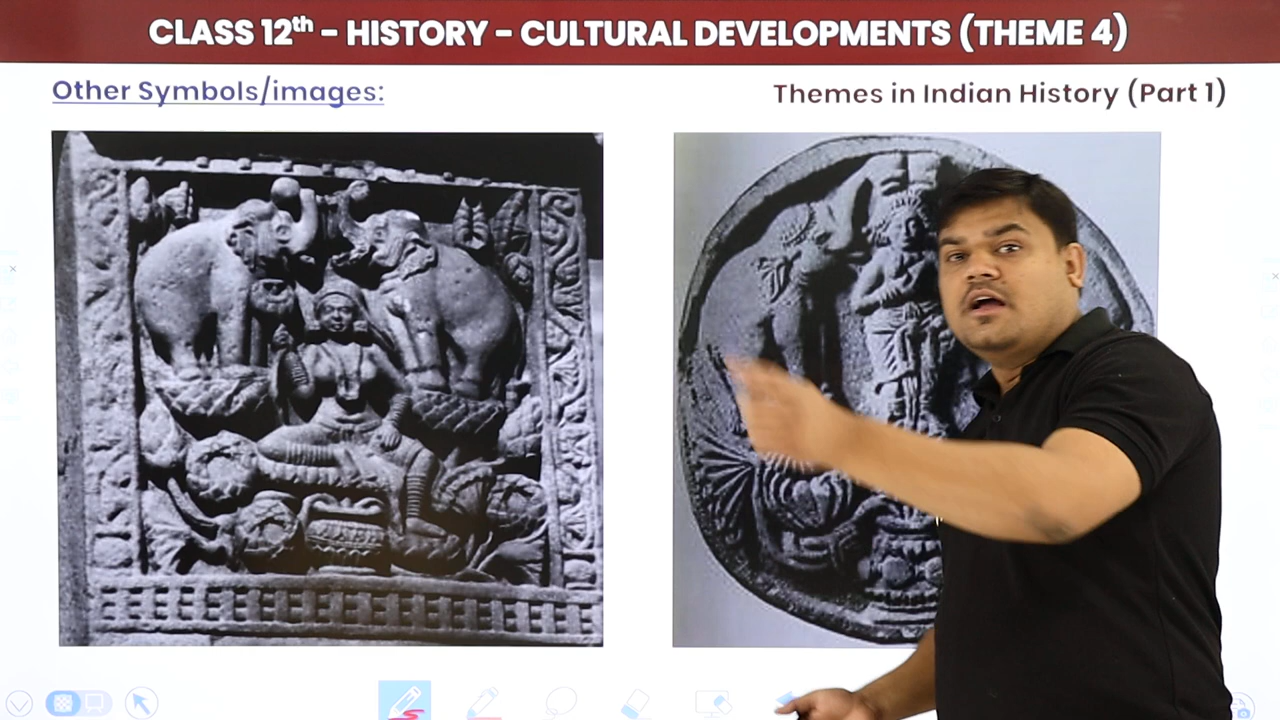 CLASS 12th - HISTORY - CULTURAL DEVELOPMENTS (THEME 4)
Other Symbols/images:
Themes in Indian History (Part 1)